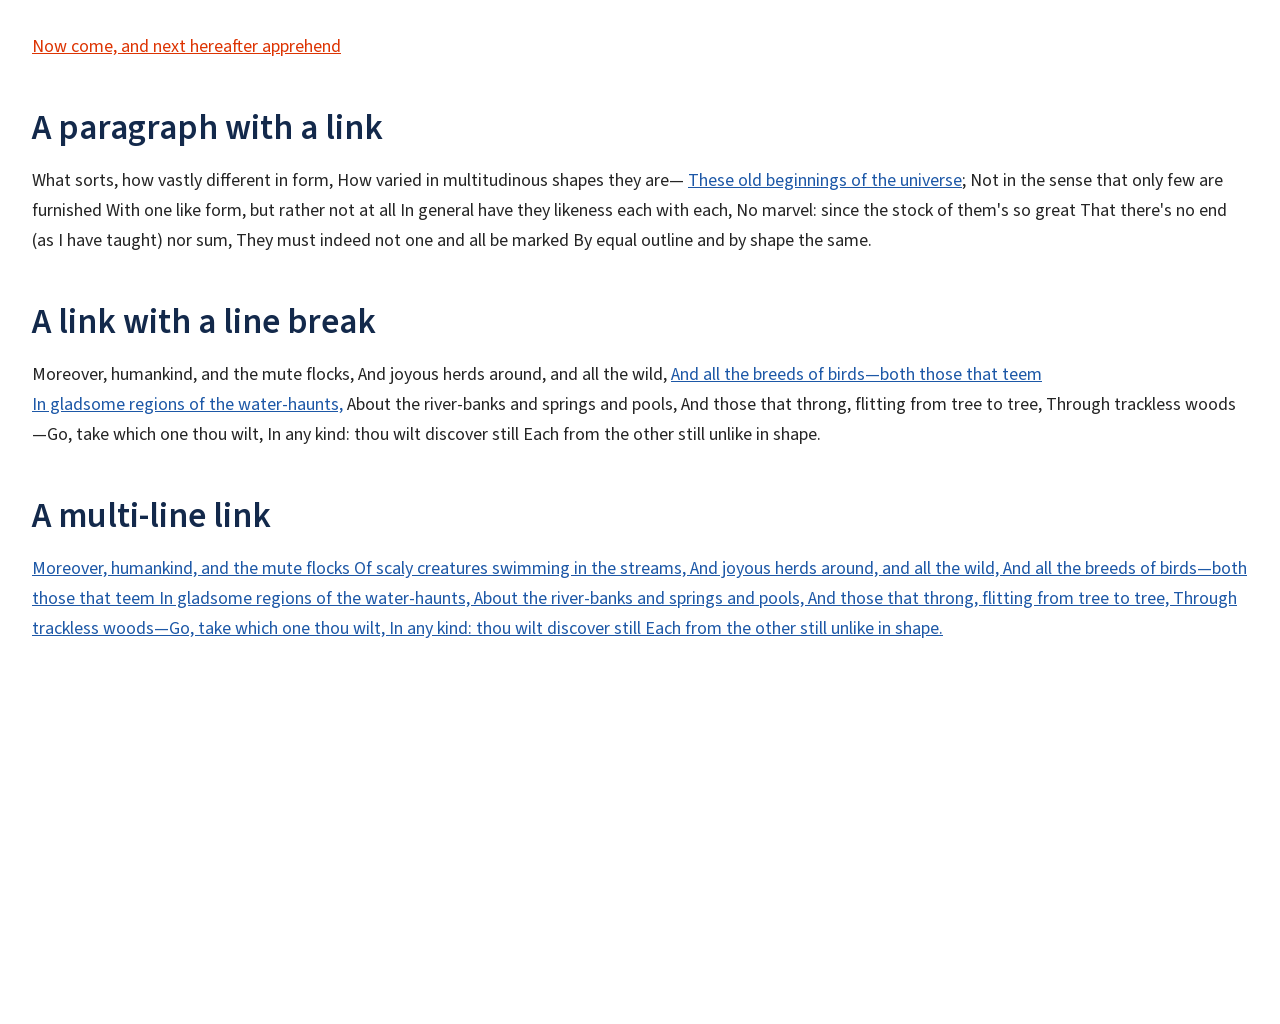 Now come, and next hereafter apprehend
A paragraph with a link
What sorts, how vastly different in form, How varied in multitudinous shapes they are— These old beginnings of the universe; Not in the sense that only few are
furnished With one like form, but rather not at all In general have they likeness each with each, No marvel: since the stock of them's so great That there's no end
(as I have taught) nor sum, They must indeed not one and all be marked By equal outline and by shape the same.
A link with a line break
Moreover, humankind, and the mute flocks, And joyous herds around, and all the wild, And all the breeds of birds—both those that teem
In gladsome regions of the water-haunts, About the river-banks and springs and pools, And those that throng, flitting from tree to tree, Through trackless woods
—Go, take which one thou wilt, In any kind: thou wilt discover still Each from the other still unlike in shape.
A multi-line link
Moreover, humankind, and the mute flocks Of scaly creatures swimming in the streams, And joyous herds around, and all the wild, And all the breeds of birds—both
those that teem In gladsome regions of the water-haunts, About the river-banks and springs and pools, And those that throng, flitting from tree to tree, Through
trackless woods—Go, take which one thou wilt, In any kind: thou wilt discover still Each from the other still unlike in shape.